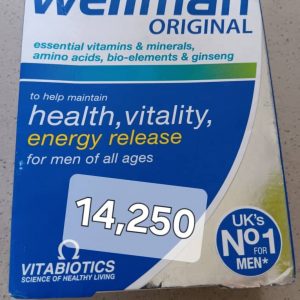 wellman
ORIGINAL
essential vitamins & minerals,
amino acids, bio-elements & ginseng
to help maintain
health, vitality,
energy release
for men of all ages
14,250
UK's
No1
FOR
MEN*
VITABIOTICS
SCIENCE OF HEALTHY LIVING